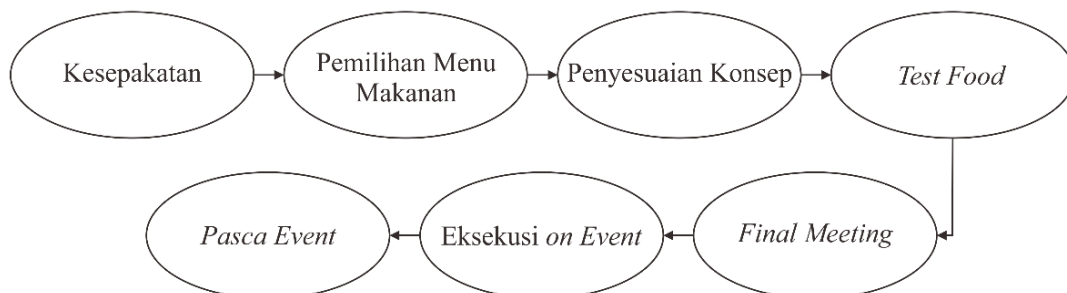 Kesepakatan
Pemilihan Menu
Makanan
Penyesuaian Konsep
Test Food
Final Meeting
Eksekusi on Event
Pasca Event